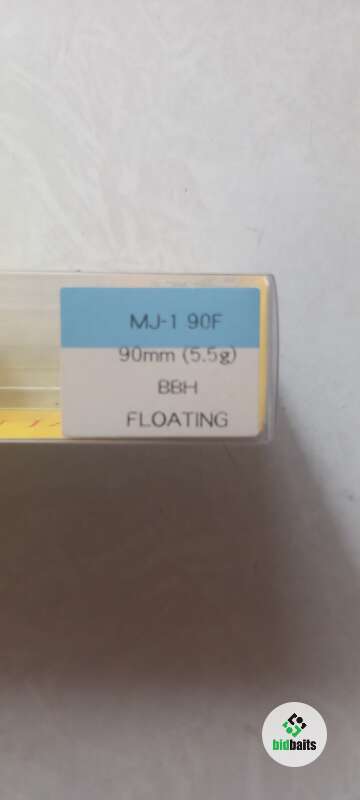 MJ-1 90F
90mm (5.5g)
BBH
FLOATING
bidbaits